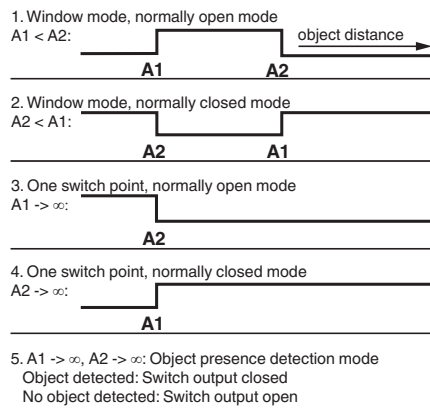 1. Window mode, normally open mode
A1 < A2:
object distance
A1 A2
2. Window mode, normally closed mode
A2 < A1:
A2 A1
3. One switch point, normally open mode
A1 -> ∞:
A2
4. One switch point, normally closed mode
A2 -> ∞:
A1
5. A1 -> ∞, A2 -> ∞: Object presence detection mode
Object detected: Switch output closed
No object detected: Switch output open